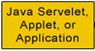 Java Servelet,
Applet, or
Application